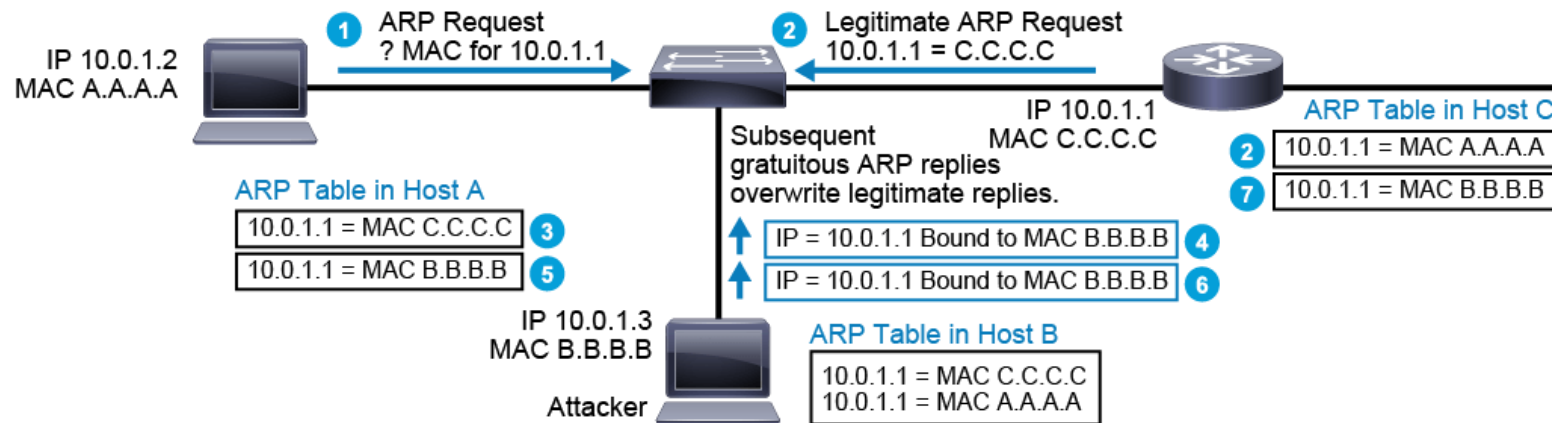 1
ARP Request
? MAC for 10.0.1.1
2
Legitimate ARP Request
10.0.1.1 = C.C.C.C
IP 10.0.1.2
MAC A.A.A.A
IP 10.0.1.1
MAC C.C.C.C
ARP Table in Host C
2
10.0.1.1 = MAC A.A.A.A
7
10.0.1.1 = MAC B.B.B.B
Subsequent
gratuitous ARP replies
overwrite legitimate replies.
ARP Table in Host A
10.0.1.1 = MAC C.C.C.C
3
10.0.1.1 = MAC B.B.B.B
5
IP = 10.0.1.1 Bound to MAC B.B.B.B
4
IP = 10.0.1.1 Bound to MAC B.B.B.B
6
IP 10.0.1.3
MAC B.B.B.B
Attacker
ARP Table in Host B
10.0.1.1 = MAC C.C.C.C
10.0.1.1 = MAC A.A.A.A